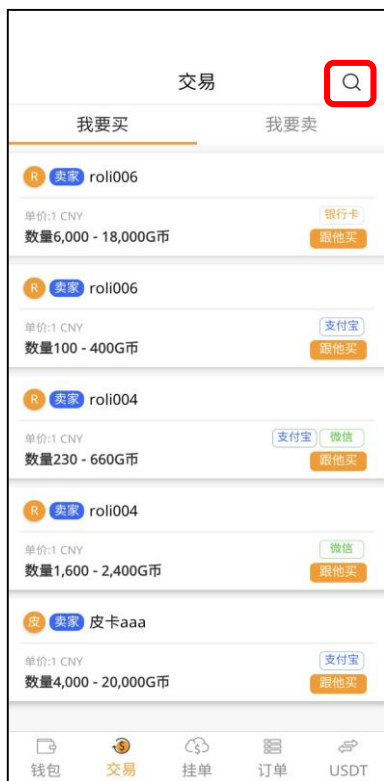 交易
我要买 我要卖
R 卖家 roli006
单价:1 CNY 银行卡
数量6,000 - 18,000G币 跟他买
R 卖家 roli006
单价:1 CNY 支付宝
数量100 - 400G币 跟他买
R 卖家 roli004
单价:1 CNY 支付宝 微信
数量230 - 660G币 跟他买
R 卖家 roli004
单价:1 CNY 微信
数量1,600 - 2,400G币 跟他买
皮 卖家 皮卡aaa
单价:1 CNY 支付宝
数量4,000 - 20,000G币 跟他买
钱包 交易 挂单 订单 USDT